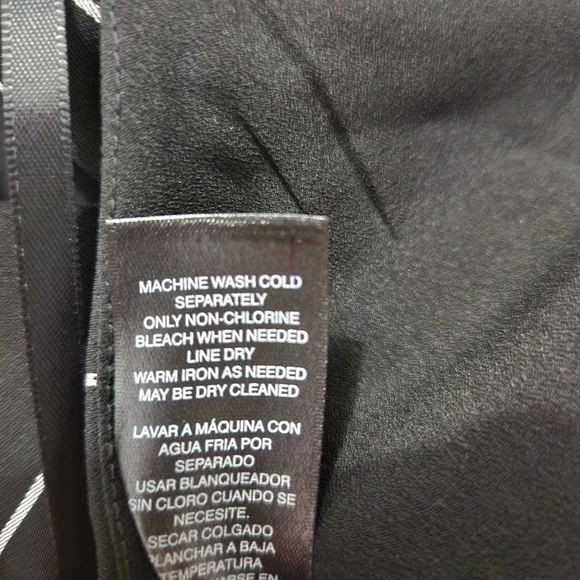 MACHINE WASH COLD
SEPARATELY
ONLY NON-CHLORINE
BLEACH WHEN NEEDED
LINE DRY
WARM IRON AS NEEDED
MAY BE DRY CLEANED
LAVAR A MÁQUINA CON
AGUA FRIA POR
SEPARADO
USAR BLANQUEADOR
SIN CLORO CUANDO SE
NECESITE.
SECAR COLGADO
PLANCHAR A BAJA
TEMPERATURA
EN